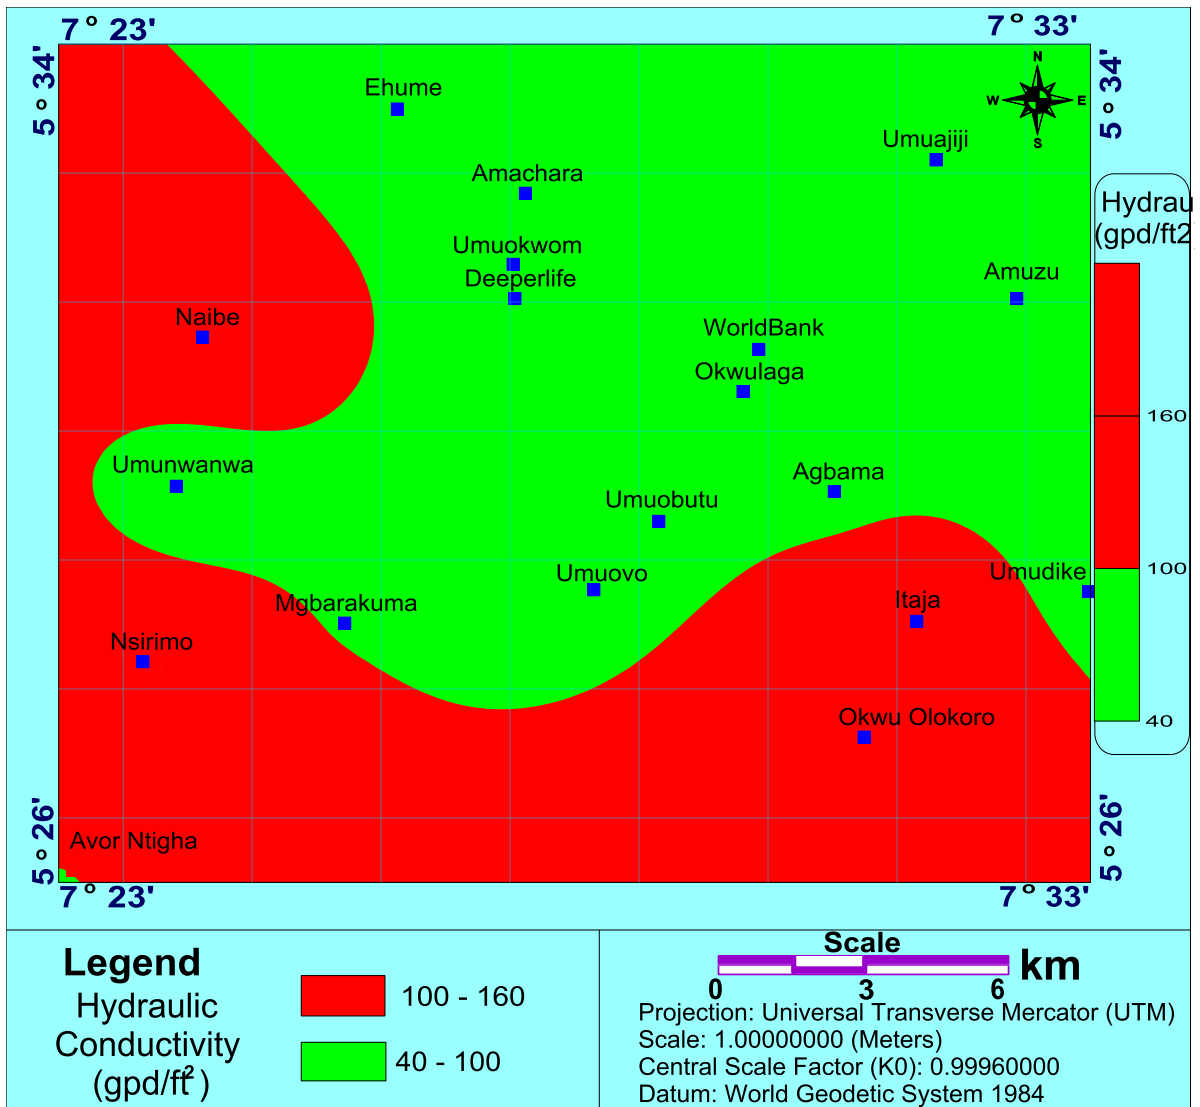 7° 23'
7° 33'
5° 34'
5° 34'
N
W E
S
Ehume
Umuajiji
Amachara
Umuokwom
Deeperlife
Amuzu
Naibe
WorldBank
Okwulaga
Umunwanwa
Agbama
Umuobutu
Umuovo
Umudike
Itaja
Mgbarakuma
Nsirimo
Okwu Olokoro
Avor Ntigha
Hydrau
(gpd/ft2
160
100
40
5° 26'
5° 26'
7° 23'
7° 33'
Legend
Hydraulic
Conductivity
(gpd/ft²)
100 - 160
40 - 100
Scale
km
0 3 6
Projection: Universal Transverse Mercator (UTM)
Scale: 1.00000000 (Meters)
Central Scale Factor (K0): 0.99960000
Datum: World Geodetic System 1984